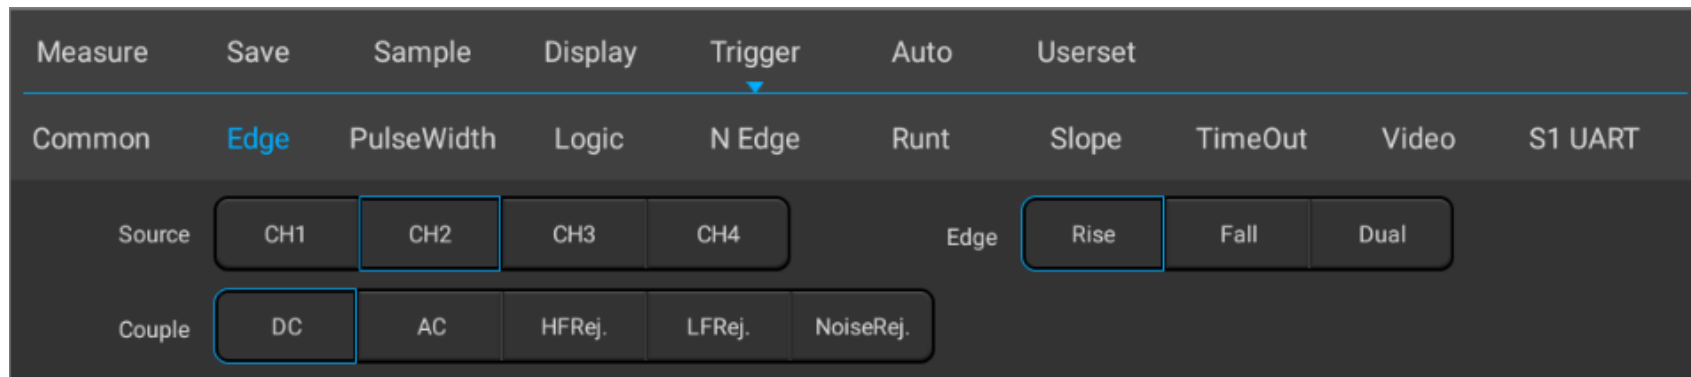 Measure Save Sample Display Trigger Auto Userset
Common Edge PulseWidth Logic N Edge Runt Slope TimeOut Video S1 UART
Source CH1 CH2 CH3 CH4 Edge Rise Fall Dual
Couple DC AC HFRej. LFRej. NoiseRej.